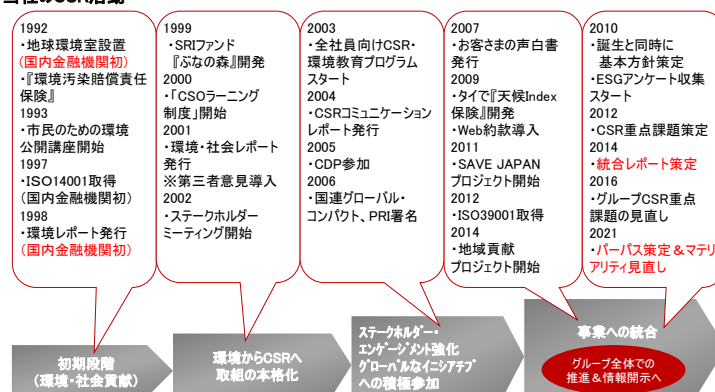 当社のCSR活動
1992
・地球環境室設置
(国内金融機関初)
・『環境汚染賠償責任
保険』
1993
・市民のための環境
公開講座開始
1997
・ISO14001取得
(国内金融機関初)
1998
・環境レポート発行
(国内金融機関初)
1999
・SRIファンド
『ぶなの森』開発
2000
・「CSOラーニング
制度」開始
2001
・環境・社会レポート
発行
※第三者意見導入
2002
・ステークホルダー
ミーティング開始
2003
・全社員向けCSR・
環境教育プログラム
スタート
2004
・CSRコミュニケーション
レポート発行
2005
・CDP参加
2006
・国連グローバル・
コンパクト、PRI署名
2007
・お客さまの声白書
発行
2009
・タイで『天候Index
保険』開発
・Web約款導入
2011
・SAVE JAPAN
プロジェクト開始
2012
・ISO39001取得
2014
・地域貢献
プロジェクト開始
2010
・誕生と同時に
基本方針策定
・ESGアンケート収集
スタート
2012
・CSR重点課題策定
2014
・統合レポート策定
2016
・グループCSR重点
課題の見直し
2021
・パーパス策定＆マテリ
アリティ見直し
初期段階
(環境・社会貢献)
環境からCSRへ
取組の本格化
ステークホルダー・
エンゲージメント強化
グローバルなイニシアチブ
への積極参加
事業への統合
グループ全体での
推進＆情報開示へ